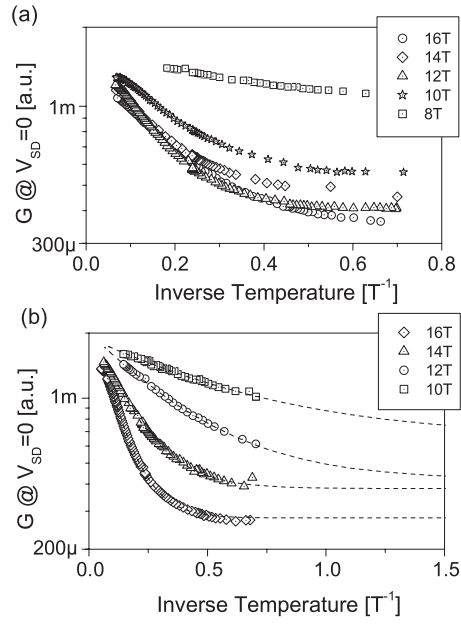 (a)
16T
14T
12T
10T
8T
1m
300µ
G @ V_SD=0 [a.u.]
0.0 0.2 0.4 0.6 0.8
Inverse Temperature [T⁻¹]
(b)
16T
14T
12T
10T
1m
200µ
G @ V_SD=0 [a.u.]
0.0 0.5 1.0 1.5
Inverse Temperature [T⁻¹]